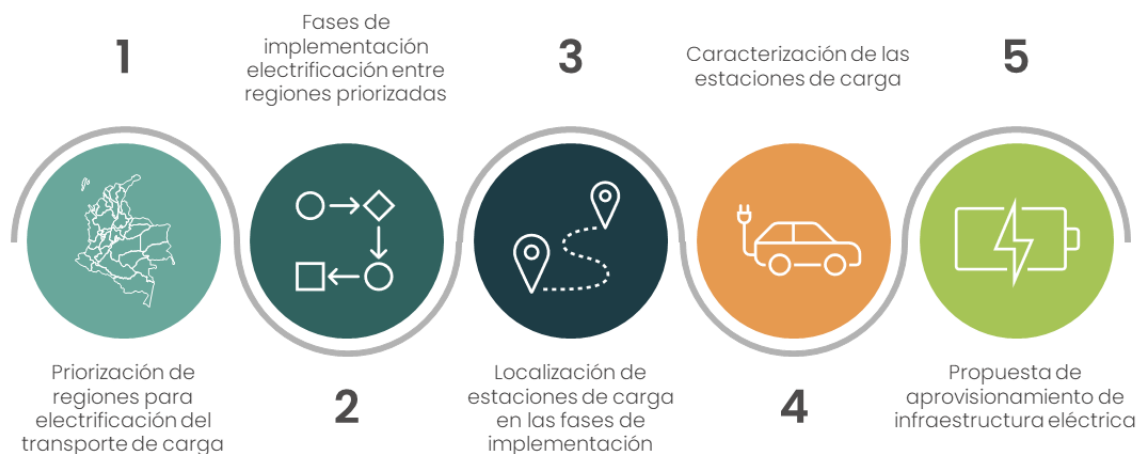 1
Priorización de
regiones para
electrificación del
transporte de carga
Fases de
implementación
electrificación entre
regiones priorizadas
2
3
Localización de
estaciones de carga
en las fases de
implementación
Caracterización de las
estaciones de carga
4
5
Propuesta de
aprovisionamiento de
infraestructura eléctrica